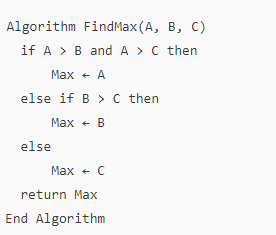 Algorithm FindMax(A, B, C)
  if A > B and A > C then
      Max ← A
  else if B > C then
      Max ← B
  else
      Max ← C
  return Max
End Algorithm